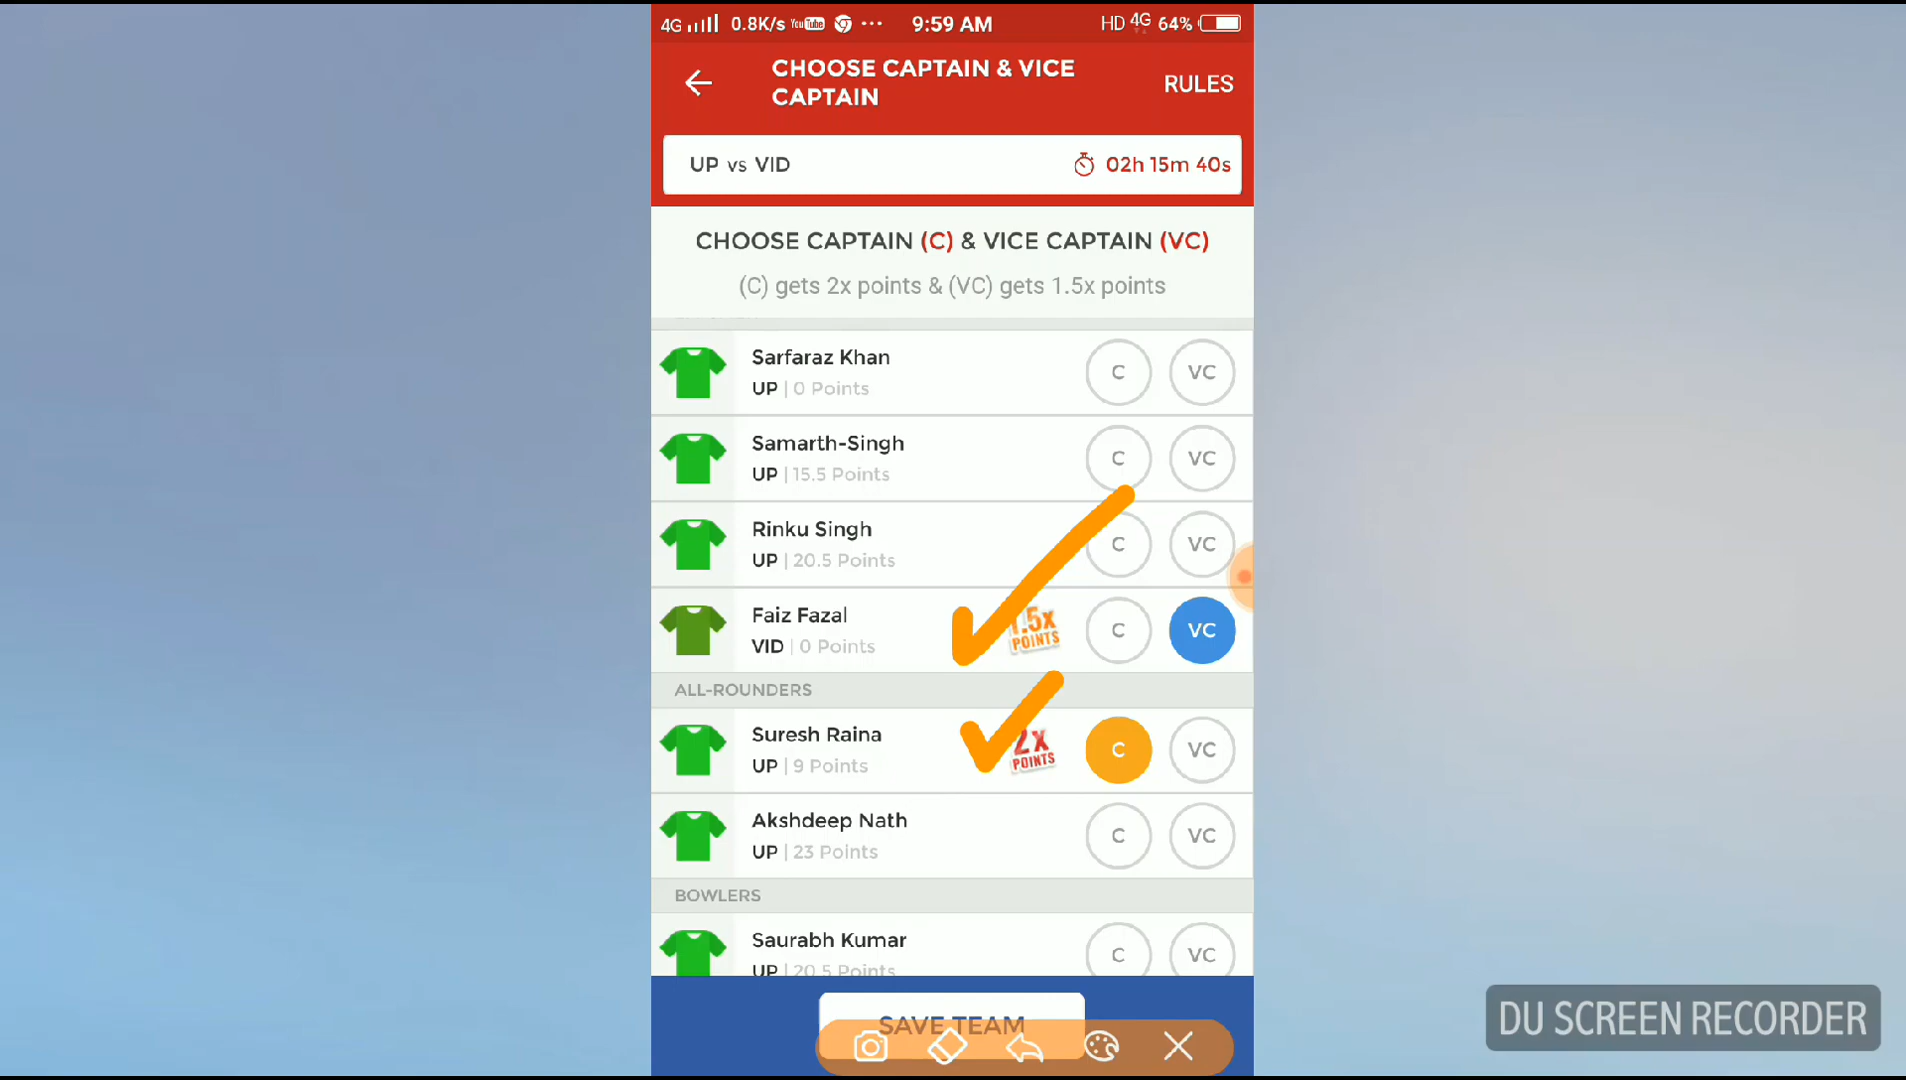 4G 0.8K/s You Tube ... 9:59 AM HD 4G 64%
CHOOSE CAPTAIN & VICE
CAPTAIN
RULES
UP vs VID 02h 15m 40s
CHOOSE CAPTAIN (C) & VICE CAPTAIN (VC)
(C) gets 2x points & (VC) gets 1.5x points
Sarfaraz Khan
UP | 0 Points
C VC
Samarth-Singh
UP | 15.5 Points
C VC
Rinku Singh
UP | 20.5 Points
C VC
Faiz Fazal
VID | 0 Points
1.5x
POINTS
C VC
ALL-ROUNDERS
Suresh Raina
UP | 9 Points
2x
POINTS
C VC
Akshdeep Nath
UP | 23 Points
C VC
BOWLERS
Saurabh Kumar
UP | 20.5 Points
C VC
SAVE TEAM
DU SCREEN RECORDER